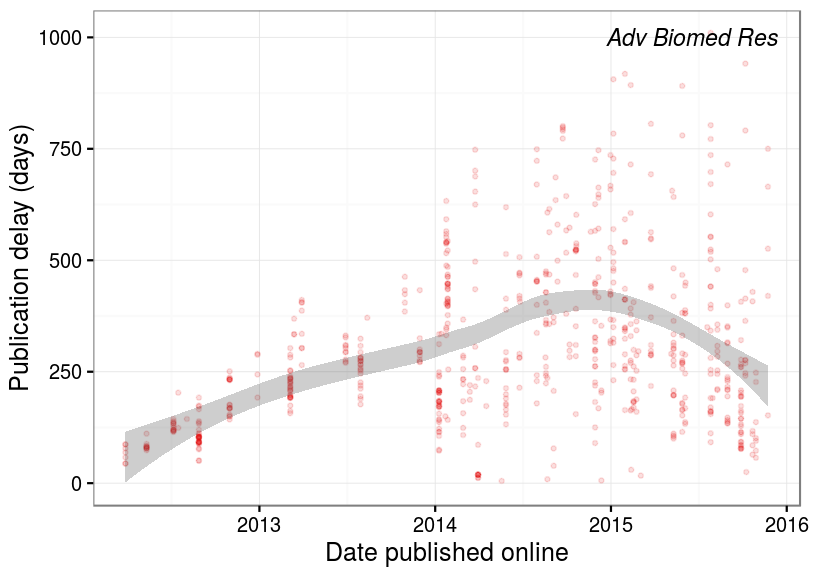 Adv Biomed Res
Publication delay (days)
1000
750
500
250
0
2013 2014 2015 2016
Date published online